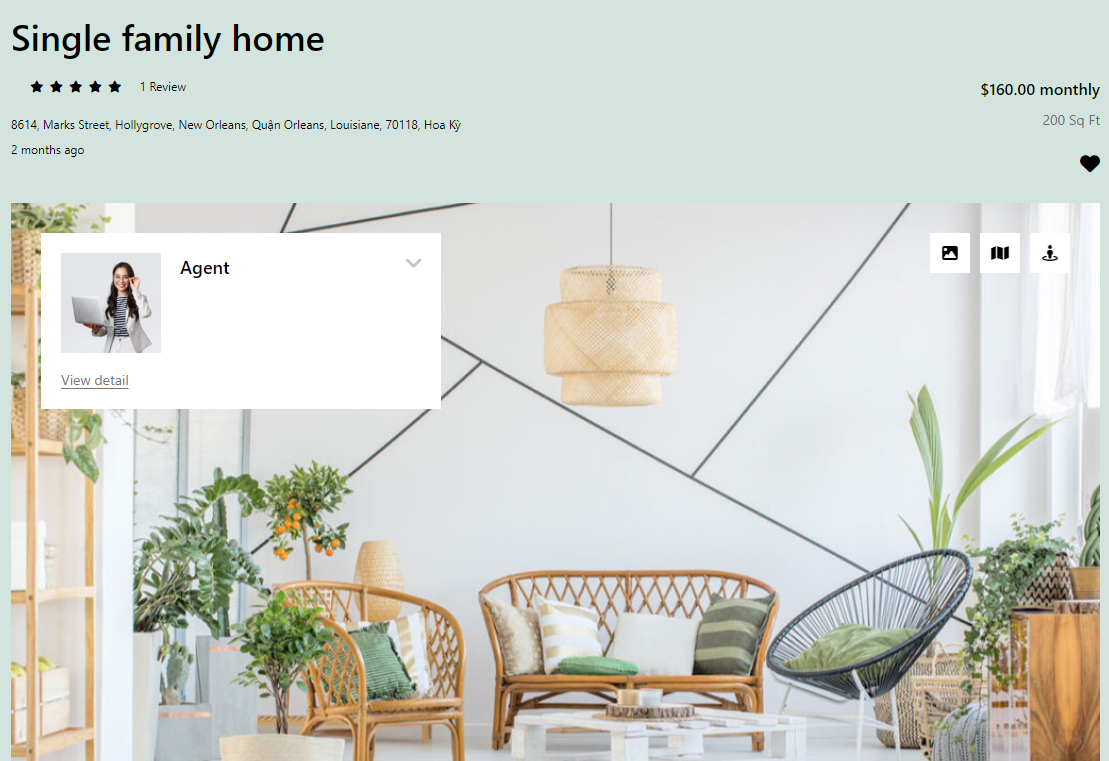 Single family home
1 Review
$160.00 monthly
8614, Marks Street, Hollygrove, New Orleans, Quận Orleans, Louisiane, 70118, Hoa Kỳ
200 Sq Ft
2 months ago
Agent
View detail